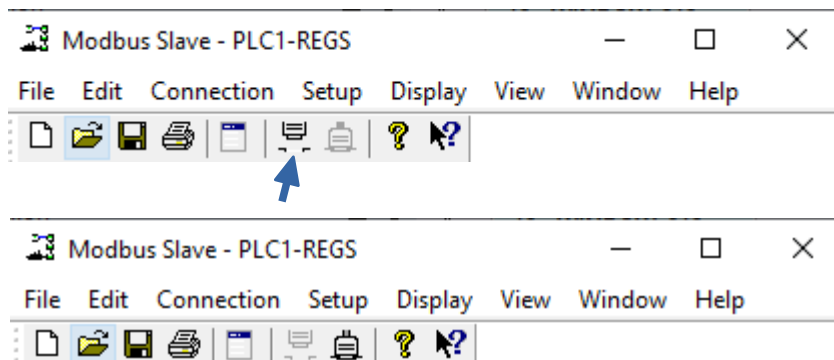 Modbus Slave - PLC1-REGS
File Edit Connection Setup Display View Window Help
Modbus Slave - PLC1-REGS
File Edit Connection Setup Display View Window Help